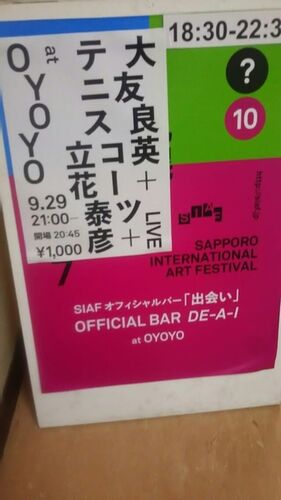 大友良英+
テニスコーツ+
立花泰彦
LIVE
at
OYOYO
9.29
21:00
開場 20:45
¥1,000
18:30-22:3
?
10
SIAF
SAPPORO
INTERNATIONAL
ART FESTIVAL
SIAF オフィシャルバー「出会い」
OFFICIAL BAR DE-A-I
at OYOYO